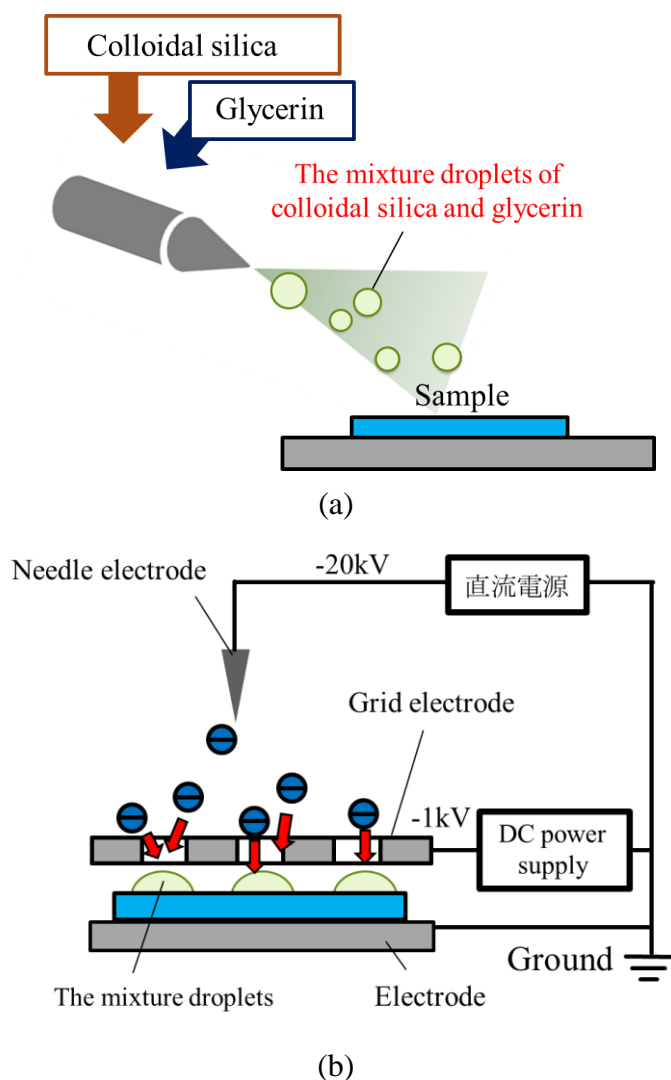 Colloidal silica
Glycerin
The mixture droplets of
colloidal silica and glycerin
Sample
(a)
Needle electrode
-20kV
直流電源
Grid electrode
-1kV
DC power
supply
The mixture droplets
Electrode
Ground
(b)